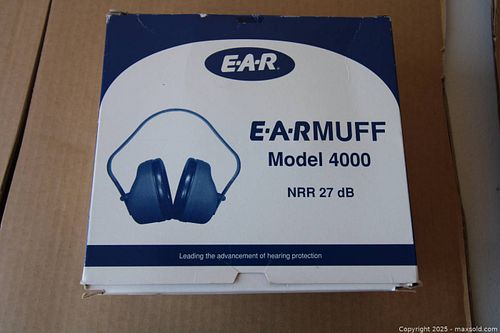 E·A·R®
E·A·RMUFF
Model 4000
NRR 27 dB
Leading the advancement of hearing protection
Copyright © 2025 - maxsold.com